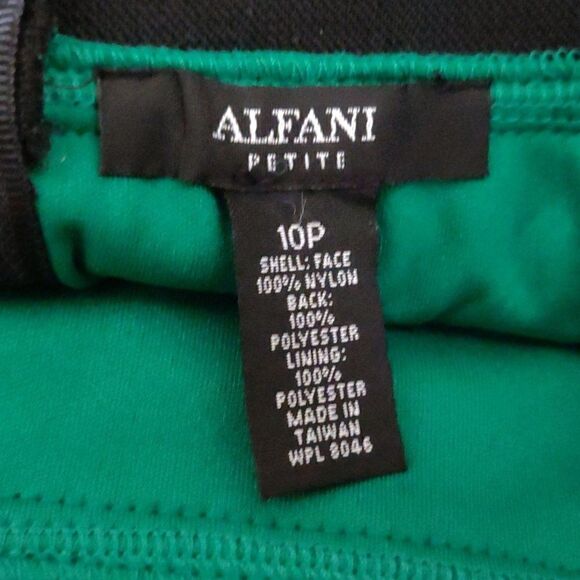 ALFANI
PETITE
10P
SHELL: FACE
100% NYLON
BACK:
100%
POLYESTER
LINING:
100%
POLYESTER
MADE IN
TAIWAN
WPL 8046